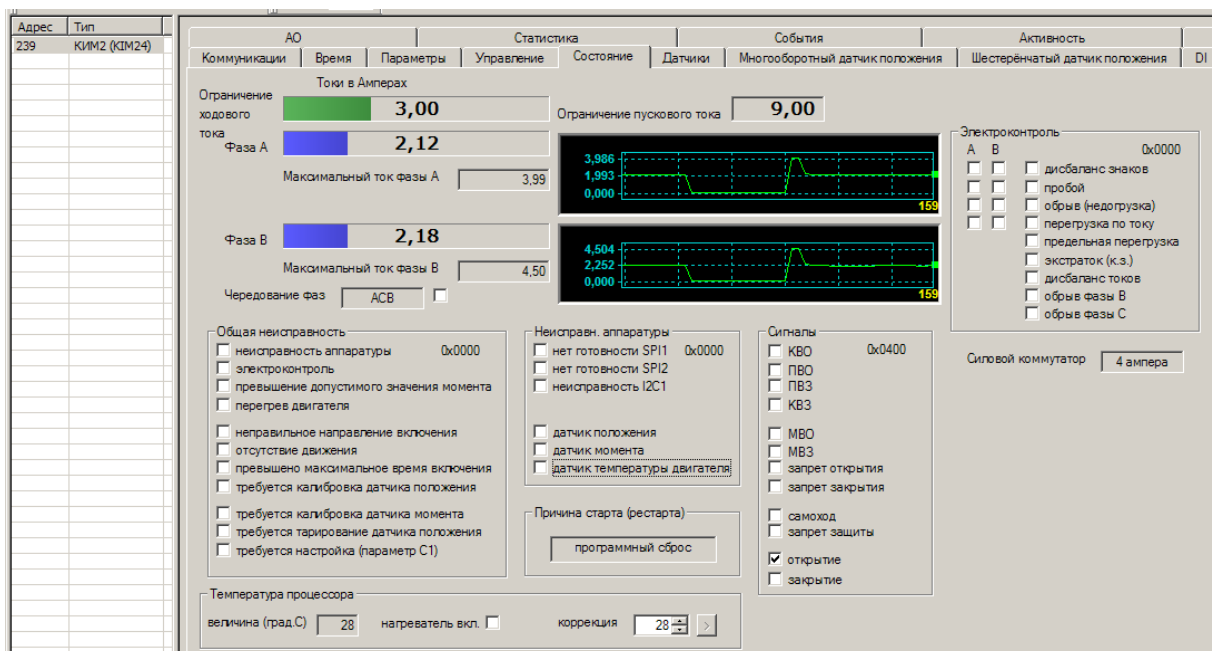 Адрес Тип
239 КИМ2 (KIM24)
АО Статистика События Активность
Коммуникации Время Параметры Управление Состояние Датчики Многооборотный датчик положения Шестерёнчатый датчик положения DI
Токи в Амперах
Ограничение ходового тока 3,00
Ограничение пускового тока 9,00
Фаза А 2,12
Максимальный ток фазы А 3,99
3,986
1,993
0,000
159
Фаза В 2,18
Максимальный ток фазы В 4,50
4,504
2,252
0,000
159
Чередование фаз АСВ
Электроконтроль
А В 0x0000
дисбаланс знаков
пробой
обрыв (недогрузка)
перегрузка по току
предельная перегрузка
экстраток (к.з.)
дисбаланс токов
обрыв фазы В
обрыв фазы С
Силовой коммутатор 4 ампера
Общая неисправность
неисправность аппаратуры 0x0000
электроконтроль
превышение допустимого значения момента
перегрев двигателя
неправильное направление включения
отсутствие движения
превышено максимальное время включения
требуется калибровка датчика положения
требуется калибровка датчика момента
требуется тарирование датчика положения
требуется настройка (параметр С1)
Неисправн. аппаратуры
нет готовности SPI1 0x0000
нет готовности SPI2
неисправность I2C1
датчик положения
датчик момента
датчик температуры двигателя
Причина старта (рестарта)
программный сброс
Сигналы
КВО 0x0400
ПВО
ПВЗ
КВЗ
МВО
МВЗ
запрет открытия
запрет закрытия
самоход
запрет защиты
открытие
закрытие
Температура процессора
величина (град.С) 28 нагреватель вкл. коррекция 28 >